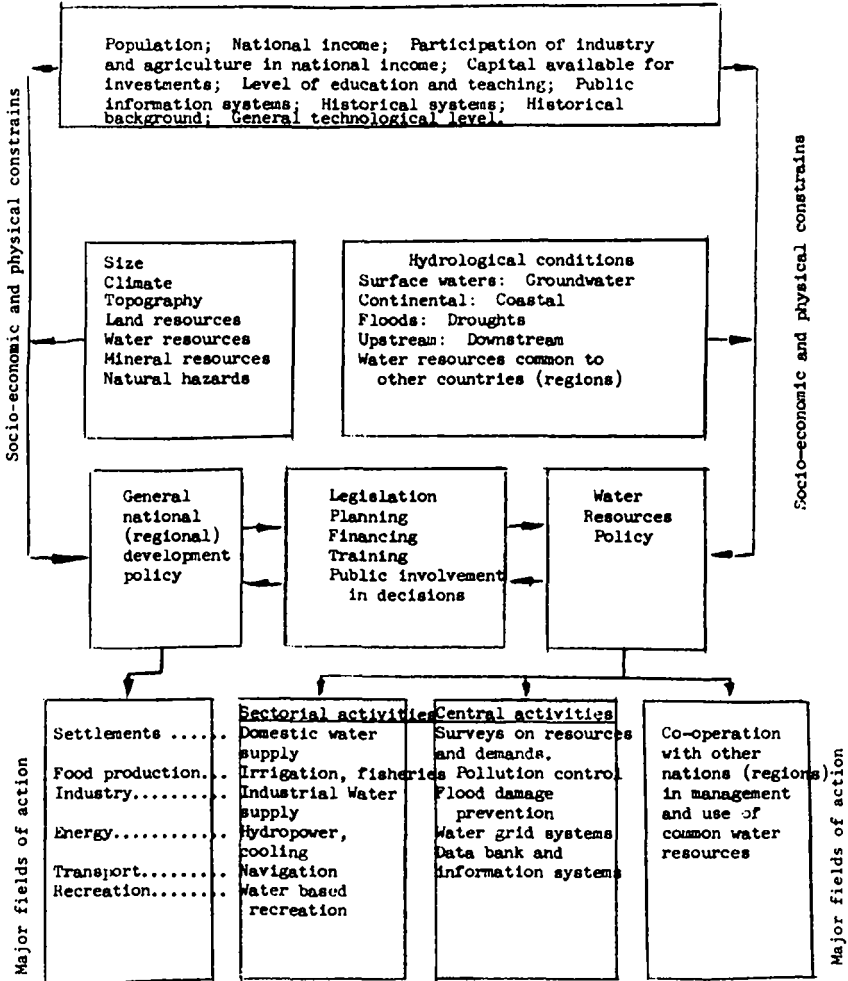 Population; National income; Participation of industry
and agriculture in national income; Capital available for
investments; Level of education and teaching; Public
information systems; Historical systems; Historical
background; General technological level.
Socio-economic and physical constrains
Socio-economic and physical constrains
Size
Climate
Topography
Land resources
Water resources
Mineral resources
Natural hazards
Hydrological conditions
Surface waters: Groundwater
Continental: Coastal
Floods: Droughts
Upstream: Downstream
Water resources common to
other countries (regions)
General
national
(regional)
development
policy
Legislation
Planning
Financing
Training
Public involvement
in decisions
Water
Resources
Policy
Major fields of action
Settlements ......
Food production...
Industry..........
Energy............
Transport.........
Recreation........
Sectorial activities
Domestic water
supply
Irrigation, fisheries
Industrial Water
supply
Hydropower,
cooling
Navigation
Water based
recreation
Central activities
Surveys on resources
and demands.
Pollution control
Flood damage
prevention
Water grid systems
Data bank and
information systems
Co-operation
with other
nations (regions)
in management
and use of
common water
resources
Major fields of action